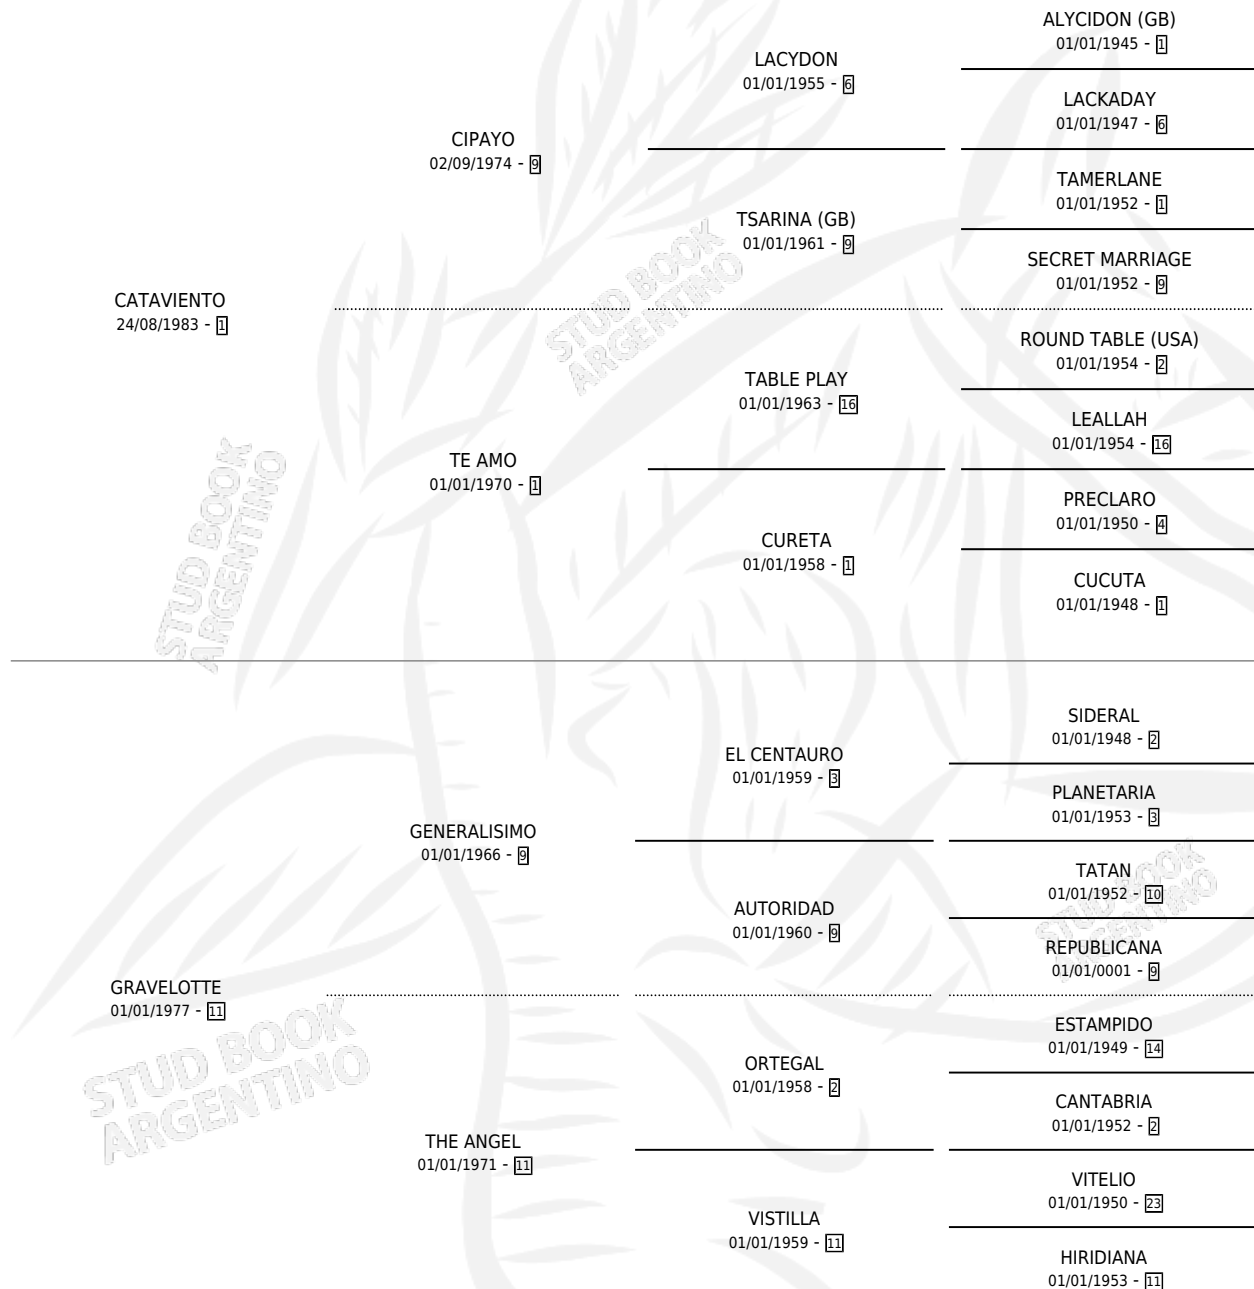 CATAVIENTO
24/08/1983 - 1
CIPAYO
02/09/1974 - 9
LACYDON
01/01/1955 - 6
ALYCIDON (GB)
01/01/1945 - 1
LACKADAY
01/01/1947 - 6
TSARINA (GB)
01/01/1961 - 9
TAMERLANE
01/01/1952 - 1
SECRET MARRIAGE
01/01/1952 - 9
TE AMO
01/01/1970 - 1
TABLE PLAY
01/01/1963 - 16
ROUND TABLE (USA)
01/01/1954 - 2
LEALLAH
01/01/1954 - 16
CURETA
01/01/1958 - 1
PRECLARO
01/01/1950 - 4
CUCUTA
01/01/1948 - 1
GRAVELOTTE
01/01/1977 - 11
GENERALISIMO
01/01/1966 - 9
EL CENTAURO
01/01/1959 - 3
SIDERAL
01/01/1948 - 2
PLANETARIA
01/01/1953 - 3
AUTORIDAD
01/01/1960 - 9
TATAN
01/01/1952 - 10
REPUBLICANA
01/01/0001 - 9
THE ANGEL
01/01/1971 - 11
ORTEGAL
01/01/1958 - 2
ESTAMPIDO
01/01/1949 - 14
CANTABRIA
01/01/1952 - 2
VISTILLA
01/01/1959 - 11
VITELIO
01/01/1950 - 23
HIRIDIANA
01/01/1953 - 11
STUD BOOK
ARGENTINO
STUD BOOK
ARGENTINO
STUD BOOK
ARGENTINO
STUD BOOK
ARGENTINO